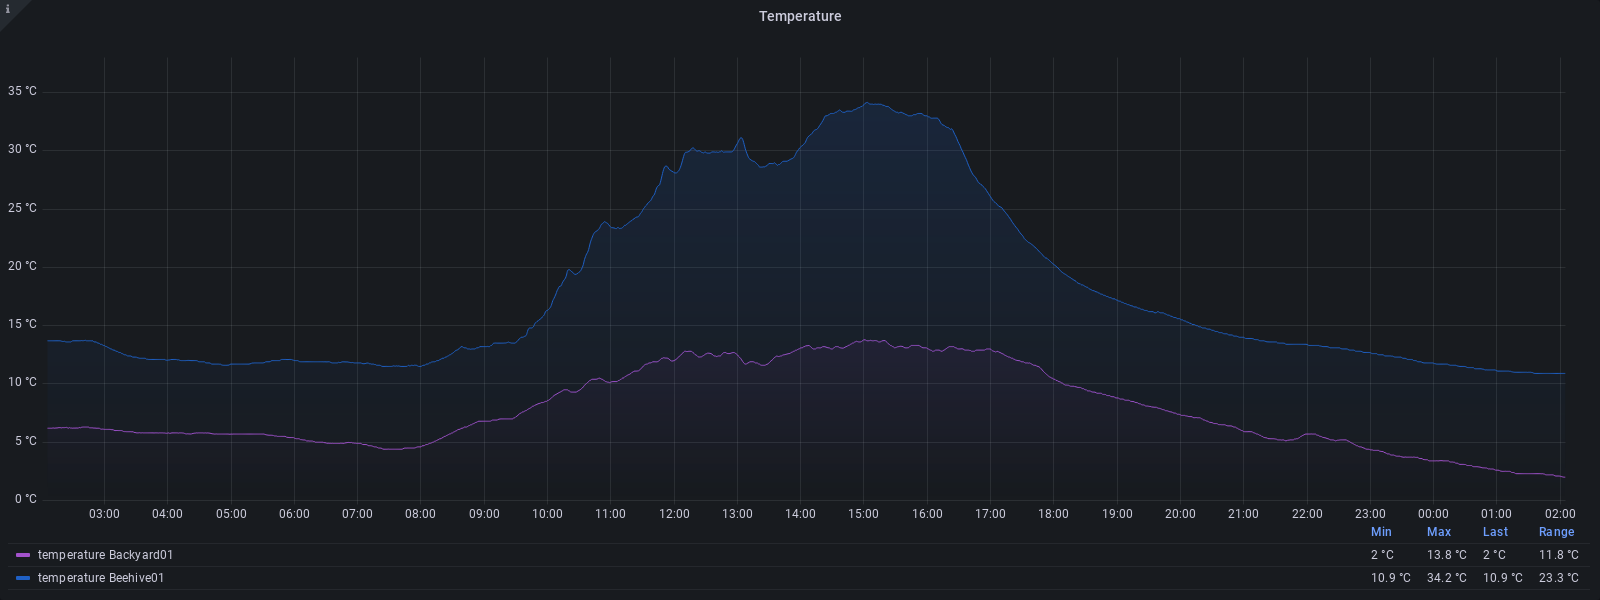 i
Temperature
35 °C
30 °C
25 °C
20 °C
15 °C
10 °C
5 °C
0 °C
03:00 04:00 05:00 06:00 07:00 08:00 09:00 10:00 11:00 12:00 13:00 14:00 15:00 16:00 17:00 18:00 19:00 20:00 21:00 22:00 23:00 00:00 01:00 02:00
Min Max Last Range
temperature Backyard01 2 °C 13.8 °C 2 °C 11.8 °C
temperature Beehive01 10.9 °C 34.2 °C 10.9 °C 23.3 °C